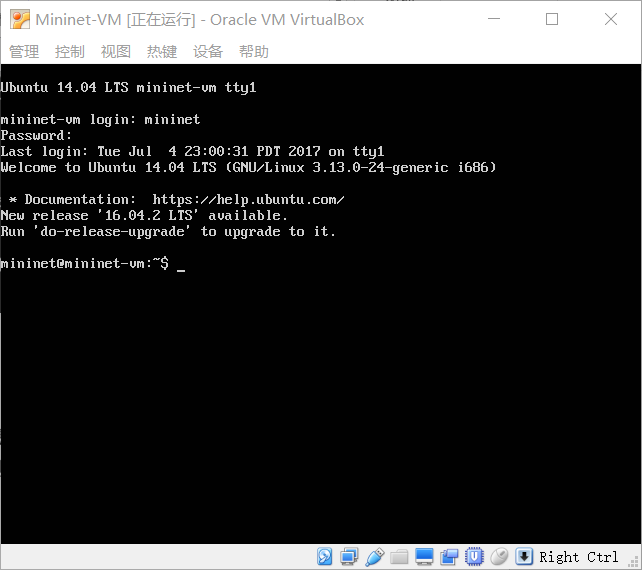 Mininet-VM [正在运行] - Oracle VM VirtualBox
管理 控制 视图 热键 设备 帮助
Ubuntu 14.04 LTS mininet-vm tty1
mininet-vm login: mininet
Password:
Last login: Tue Jul  4 23:00:31 PDT 2017 on tty1
Welcome to Ubuntu 14.04 LTS (GNU/Linux 3.13.0-24-generic i686)
 * Documentation:  https://help.ubuntu.com/
New release '16.04.2 LTS' available.
Run 'do-release-upgrade' to upgrade to it.
mininet@mininet-vm:~$ _
Right Ctrl